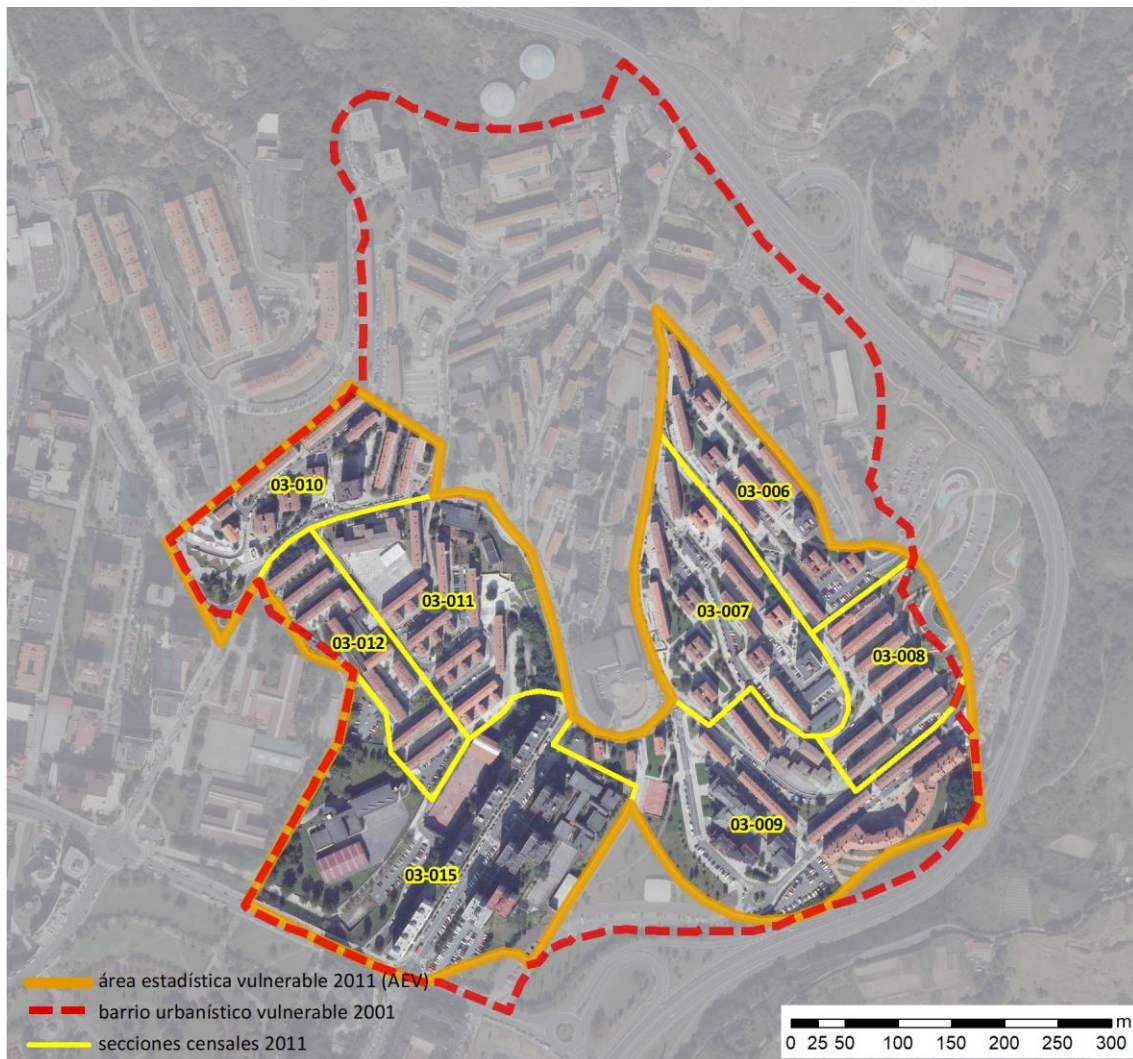 03-010
03-006
03-011
03-007
03-012
03-008
03-009
03-015
área estadística vulnerable 2011 (AEV)
barrio urbanístico vulnerable 2001
secciones censales 2011
m
0 25 50 100 150 200 250 300